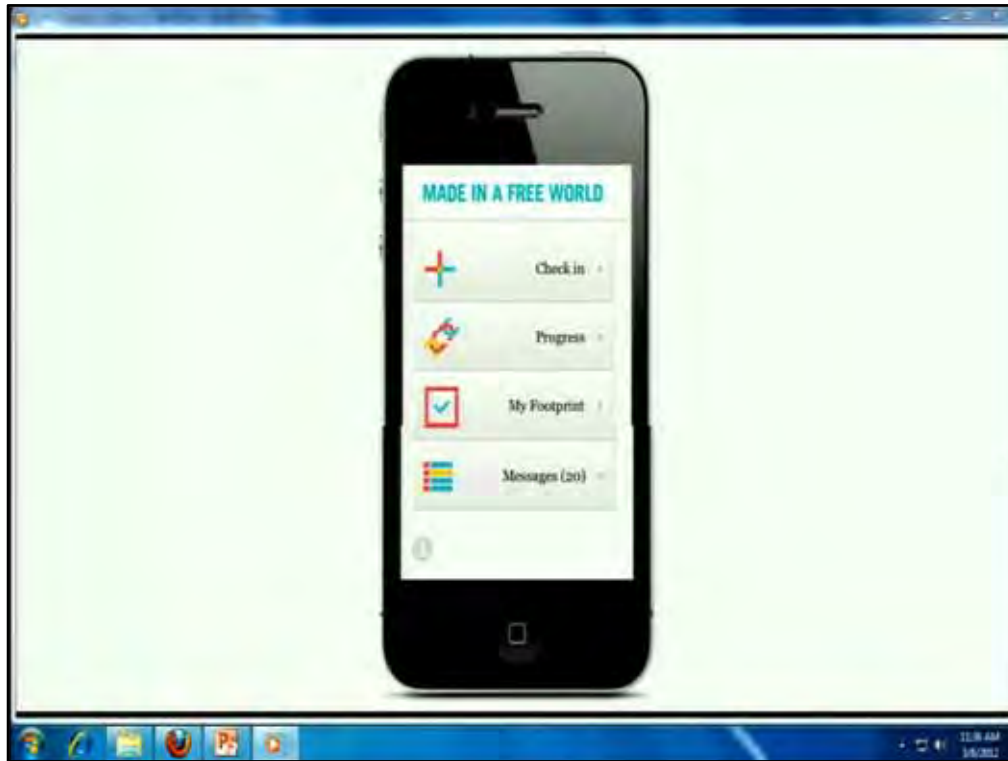 MADE IN A FREE WORLD
Check in
Progress
My Footprint
Messages (20)